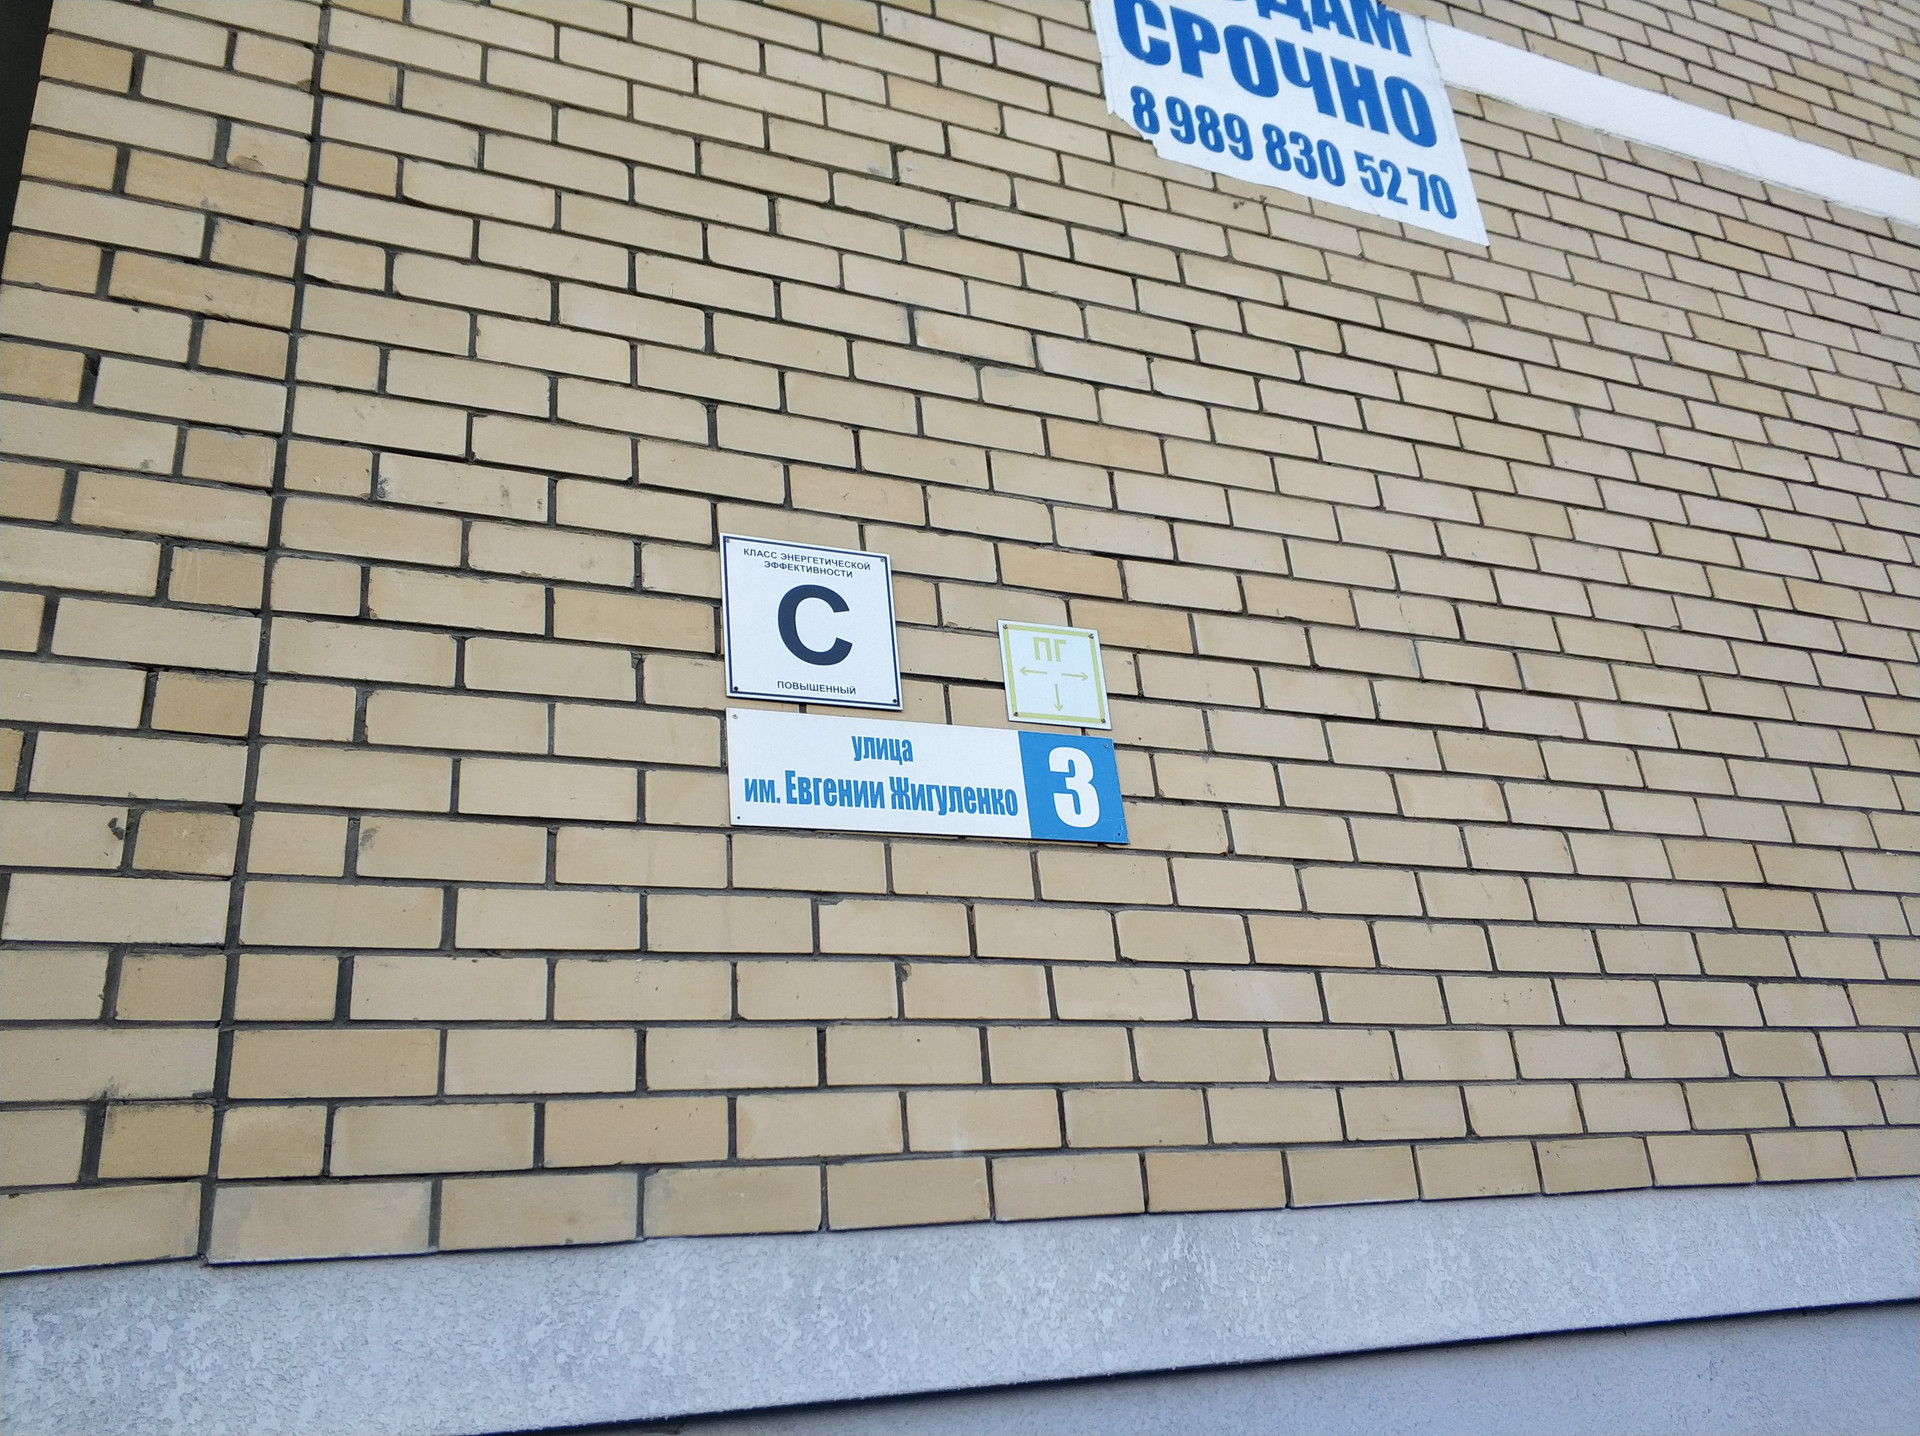 СРОЧНО
8 989 830 52 70
КЛАСС ЭНЕРГЕТИЧЕСКОЙ
ЭФФЕКТИВНОСТИ
С
ПОВЫШЕННЫЙ
ПГ
улица
им. Евгении Жигуленко
3